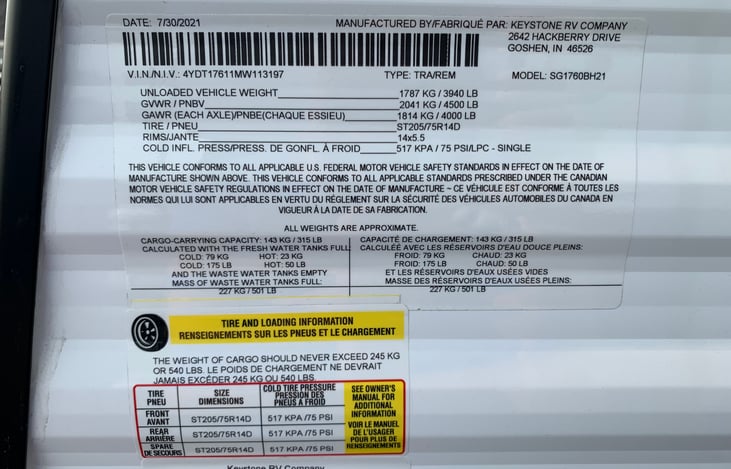 DATE: 7/30/2021 MANUFACTURED BY/FABRIQUÉ PAR: KEYSTONE RV COMPANY
2642 HACKBERRY DRIVE
GOSHEN, IN 46526
V.I.N./N.I.V.: 4YDT17611MW113197 TYPE: TRA/REM MODEL: SG1760BH21
UNLOADED VEHICLE WEIGHT 1787 KG / 3940 LB
GVWR / PNBV 2041 KG / 4500 LB
GAWR (EACH AXLE)/PNBE(CHAQUE ESSIEU) 1814 KG / 4000 LB
TIRE / PNEU ST205/75R14D
RIMS/JANTE 14x5.5
COLD INFL. PRESS/PRESS. DE GONFL. À FROID 517 KPA / 75 PSI/LPC - SINGLE
THIS VEHICLE CONFORMS TO ALL APPLICABLE U.S. FEDERAL MOTOR VEHICLE SAFETY STANDARDS IN EFFECT ON THE DATE OF
MANUFACTURE SHOWN ABOVE. THIS VEHICLE CONFORMS TO ALL APPLICABLE STANDARDS PRESCRIBED UNDER THE CANADIAN
MOTOR VEHICLE SAFETY REGULATIONS IN EFFECT ON THE DATE OF MANUFACTURE ~ CE VÉHICULE EST CONFORME À TOUTES LES
NORMES QUI LUI SONT APPLICABLES EN VERTU DU RÉGLEMENT SUR LA SÉCURITÉ DES VÉHICULES AUTOMOBILES DU CANADA EN
VIGUEUR À LA DATE DE SA FABRICATION.
ALL WEIGHTS ARE APPROXIMATE.
CARGO-CARRYING CAPACITY: 143 KG / 315 LB
CALCULATED WITH THE FRESH WATER TANKS FULL
COLD: 79 KG HOT: 23 KG
COLD: 175 LB HOT: 50 LB
AND THE WASTE WATER TANKS EMPTY
MASS OF WASTE WATER TANKS FULL:
227 KG / 501 LB
CAPACITÉ DE CHARGEMENT: 143 KG / 315 LB
CALCULÉE AVEC LES RÉSERVOIRS D'EAU DOUCE PLEINS:
FROID: 79 KG CHAUD: 23 KG
FROID: 175 LB CHAUD: 50 LB
ET LES RÉSERVOIRS D'EAUX USÉES VIDES
MASSE DES RÉSERVOIRS D'EAUX USÉES PLEINS:
227 KG / 501 LB
TIRE AND LOADING INFORMATION
RENSEIGNEMENTS SUR LES PNEUS ET LE CHARGEMENT
THE WEIGHT OF CARGO SHOULD NEVER EXCEED 245 KG
OR 540 LBS. LE POIDS DE CHARGEMENT NE DEVRAIT
JAMAIS EXCÉDER 245 KG OU 540 LBS.
TIRE
PNEU
SIZE
DIMENSIONS
COLD TIRE PRESSURE
PRESSION DES
PNEUS A FROID
FRONT
AVANT
ST205/75R14D 517 KPA /75 PSI
REAR
ARRIÈRE
ST205/75R14D 517 KPA /75 PSI
SPARE
DE SECOURS
ST205/75R14D 517 KPA /75 PSI
SEE OWNER'S
MANUAL FOR
ADDITIONAL
INFORMATION
VOIR LE MANUEL
DE L'USAGER
POUR PLUS DE
RENSEIGNEMENTS
Keystone RV Company